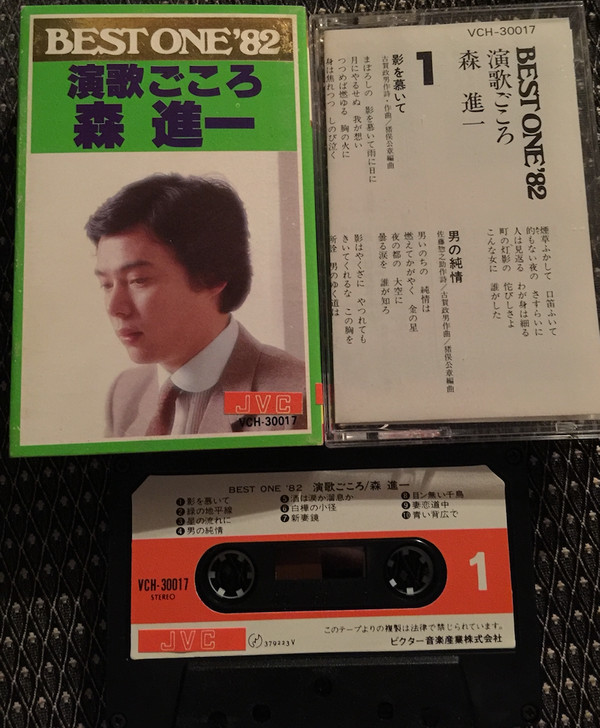 BEST ONE '82
演歌ごころ
森 進一
JVC
VCH-30017
VCH-30017
BEST ONE '82
演歌ごころ
森 進一
1
影を慕いて
古賀政男作詩・作曲/猪俣公章編曲
まぼろしの 影を慕いて雨に日に
月にやるせぬ 我が想い
つつめば燃ゆる 胸の火に
身は焦れつつ しのび泣く
煙草ふかして 口笛ふいて
的もない夜の さすらいに
人は見返る わが身は細る
町の灯影の 侘びしさよ
こんな女に 誰がした
男の純情
佐藤惣之助作詩/古賀政男作曲/猪俣公章編曲
男いのちの 純情は
燃えてかがやく 金の星
夜の都の 大空に
曇る涙を 誰が知ろ
影はやくざに やつれても
きいてくれるな この胸を
所詮 男のゆく道は
BEST ONE '82 演歌ごころ/森 進一
1 影を慕いて
2 緑の地平線
3 星の流れに
4 男の純情
5 酒は涙か溜息か
6 白樺の小径
7 新妻鏡
8 目ン無い千鳥
9 妻恋道中
10 青い背広で
VCH-30017
STEREO
1
JVC
379223V
このテープよりの複製は法律で禁じられています。
ビクター音楽産業株式会社